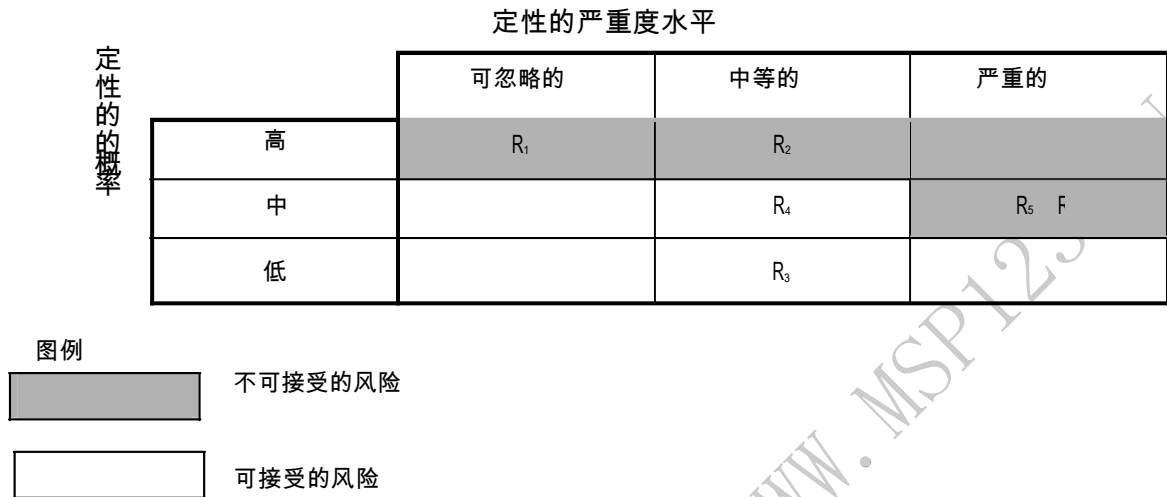 定性的严重度水平
定性的的概率
可忽略的 中等的 严重的
高 R₁ R₂
中 R₄ R₅
低 R₃
图例
不可接受的风险
可接受的风险
WW.MSP123